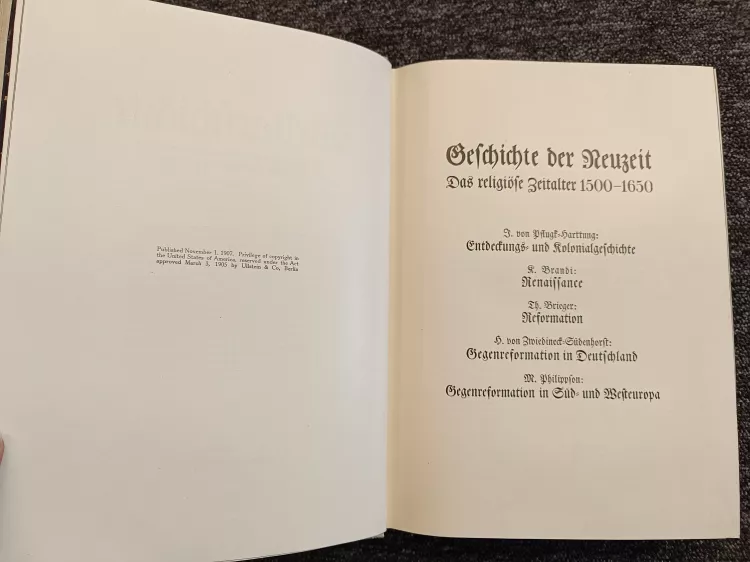 Published November 1, 1907. Privilege of copyright in
the United States of America, reserved under the Act
approved March 3, 1905 by Ullstein & Co, Berlin
Geſchichte der Neuzeit
Das religiöſe Zeitalter 1500–1650
J. von Pflugk-Harttung:
Entdeckungs- und Kolonialgeſchichte
K. Brandi:
Renaiſſance
Th. Brieger:
Reformation
H. von Zwiedineck-Südenhorſt:
Gegenreformation in Deutſchland
M. Philippſon:
Gegenreformation in Süd- und Weſteuropa